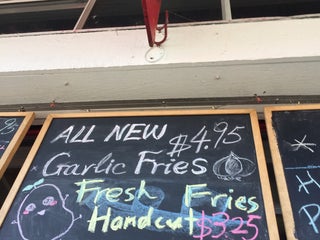 ALL NEW $4.95
Garlic Fries
Fresh Fries
Handcut $3.25